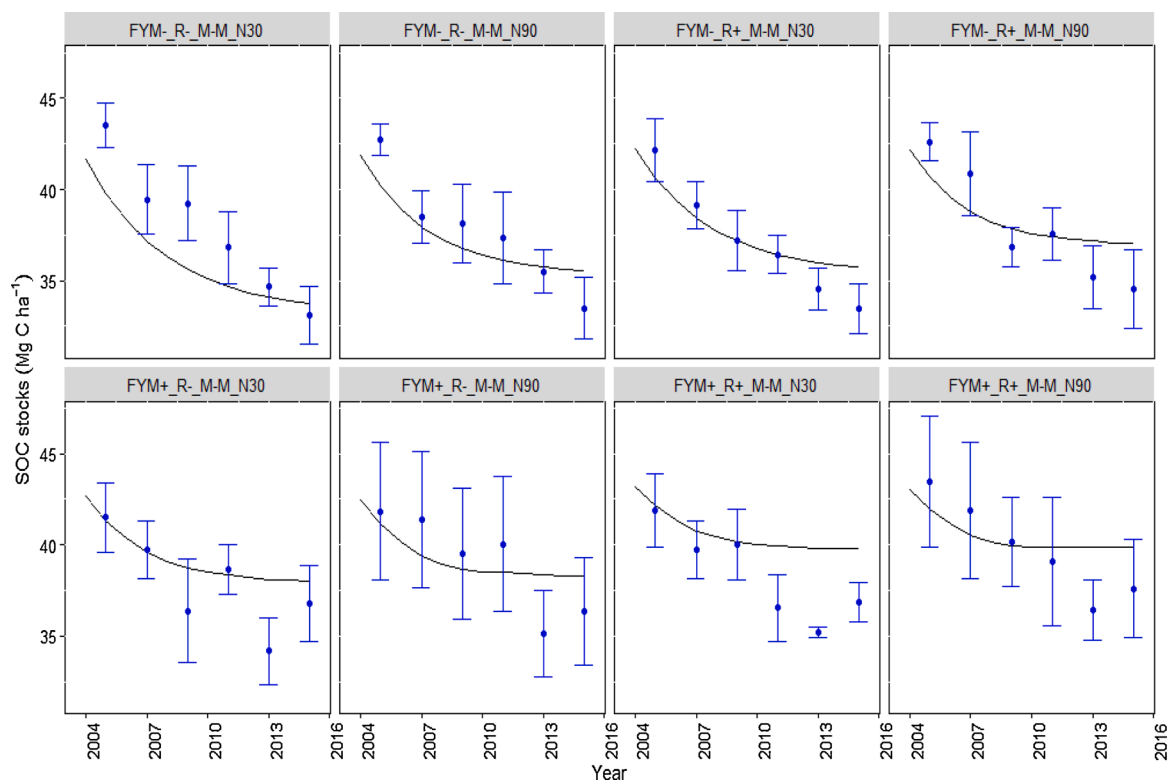 FYM-_R-_M-M_N30
FYM-_R-_M-M_N90
FYM-_R+_M-M_N30
FYM-_R+_M-M_N90
45
40
35
FYM+_R-_M-M_N30
FYM+_R-_M-M_N90
FYM+_R+_M-M_N30
FYM+_R+_M-M_N90
45
40
35
SOC stocks (Mg C ha⁻¹)
2004 2007 2010 2013 2016
2004 2007 2010 2013 2016
2004 2007 2010 2013 2016
2004 2007 2010 2013 2016
Year